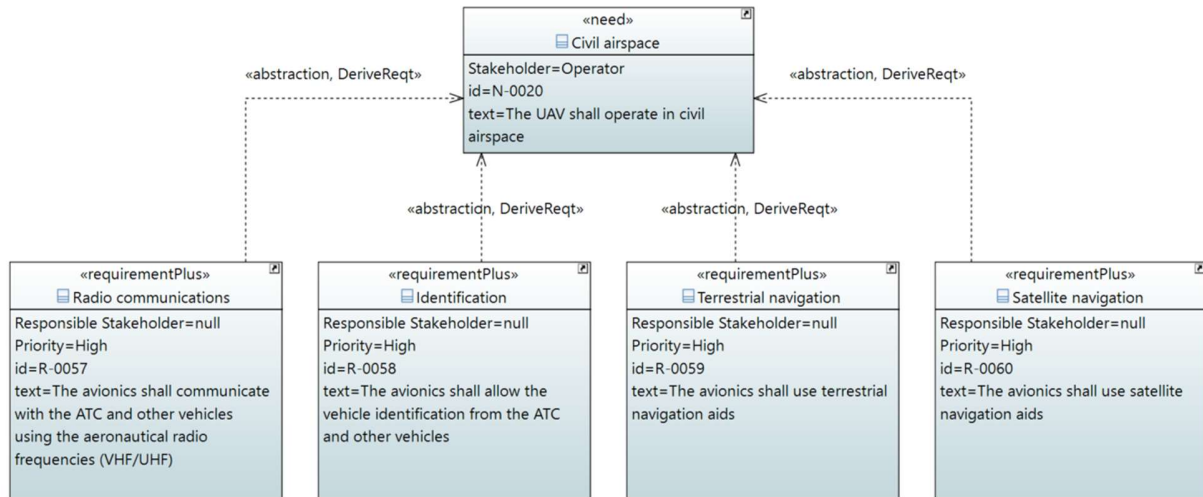 «need»
Civil airspace
Stakeholder=Operator
id=N-0020
text=The UAV shall operate in civil
airspace
«abstraction, DeriveReqt»
«abstraction, DeriveReqt»
«abstraction, DeriveReqt»
«abstraction, DeriveReqt»
«requirementPlus»
Radio communications
Responsible Stakeholder=null
Priority=High
id=R-0057
text=The avionics shall communicate
with the ATC and other vehicles
using the aeronautical radio
frequencies (VHF/UHF)
«requirementPlus»
Identification
Responsible Stakeholder=null
Priority=High
id=R-0058
text=The avionics shall allow the
vehicle identification from the ATC
and other vehicles
«requirementPlus»
Terrestrial navigation
Responsible Stakeholder=null
Priority=High
id=R-0059
text=The avionics shall use terrestrial
navigation aids
«requirementPlus»
Satellite navigation
Responsible Stakeholder=null
Priority=High
id=R-0060
text=The avionics shall use satellite
navigation aids